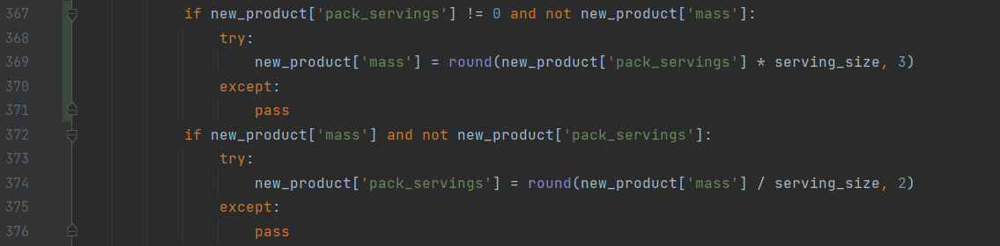 367 if new_product['pack_servings'] != 0 and not new_product['mass']:
368 try:
369 new_product['mass'] = round(new_product['pack_servings'] * serving_size, 3)
370 except:
371 pass
372 if new_product['mass'] and not new_product['pack_servings']:
373 try:
374 new_product['pack_servings'] = round(new_product['mass'] / serving_size, 2)
375 except:
376 pass